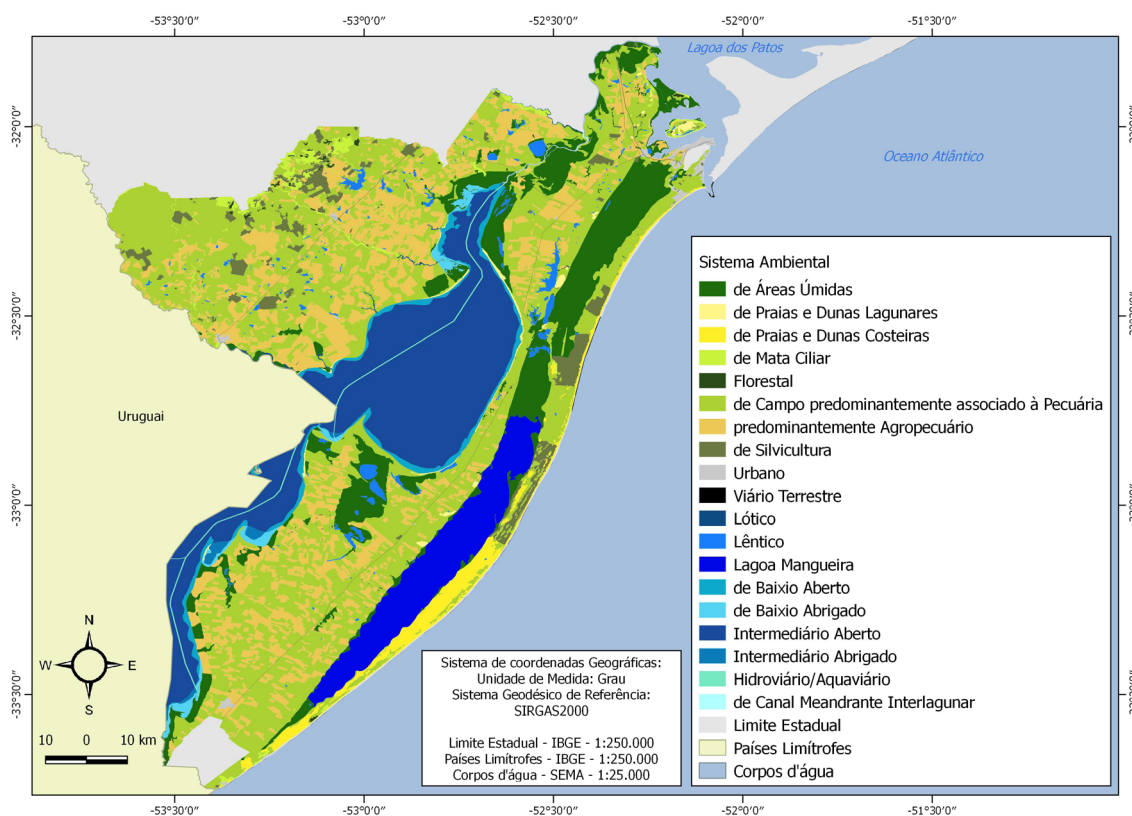 -53°30'0"
-53°0'0"
-52°30'0"
-52°0'0"
-51°30'0"
Lagoa dos Patos
-32°0'0"
Oceano Atlântico
Sistema Ambiental
de Áreas Úmidas
de Praias e Dunas Lagunares
-32°30'0"
de Praias e Dunas Costeiras
de Mata Ciliar
Florestal
de Campo predominantemente associado à Pecuária
Uruguai
predominantemente Agropecuário
de Silvicultura
Urbano
Viário Terrestre
-33°0'0"
Lótico
Lêntico
Lagoa Mangueira
de Baixio Aberto
de Baixio Abrigado
Intermediário Aberto
Intermediário Abrigado
Hidroviário/Aquaviário
de Canal Meandrante Interlagunar
Limite Estadual
Países Limítrofes
Corpos d'água
N
W
E
S
-33°30'0"
10 0 10 km
Sistema de coordenadas Geográficas:
Unidade de Medida: Grau
Sistema Geodésico de Referência:
SIRGAS2000
Limite Estadual - IBGE - 1:250.000
Países Limítrofes - IBGE - 1:250.000
Corpos d'água - SEMA - 1:25.000
-53°30'0"
-53°0'0"
-52°30'0"
-52°0'0"
-51°30'0"